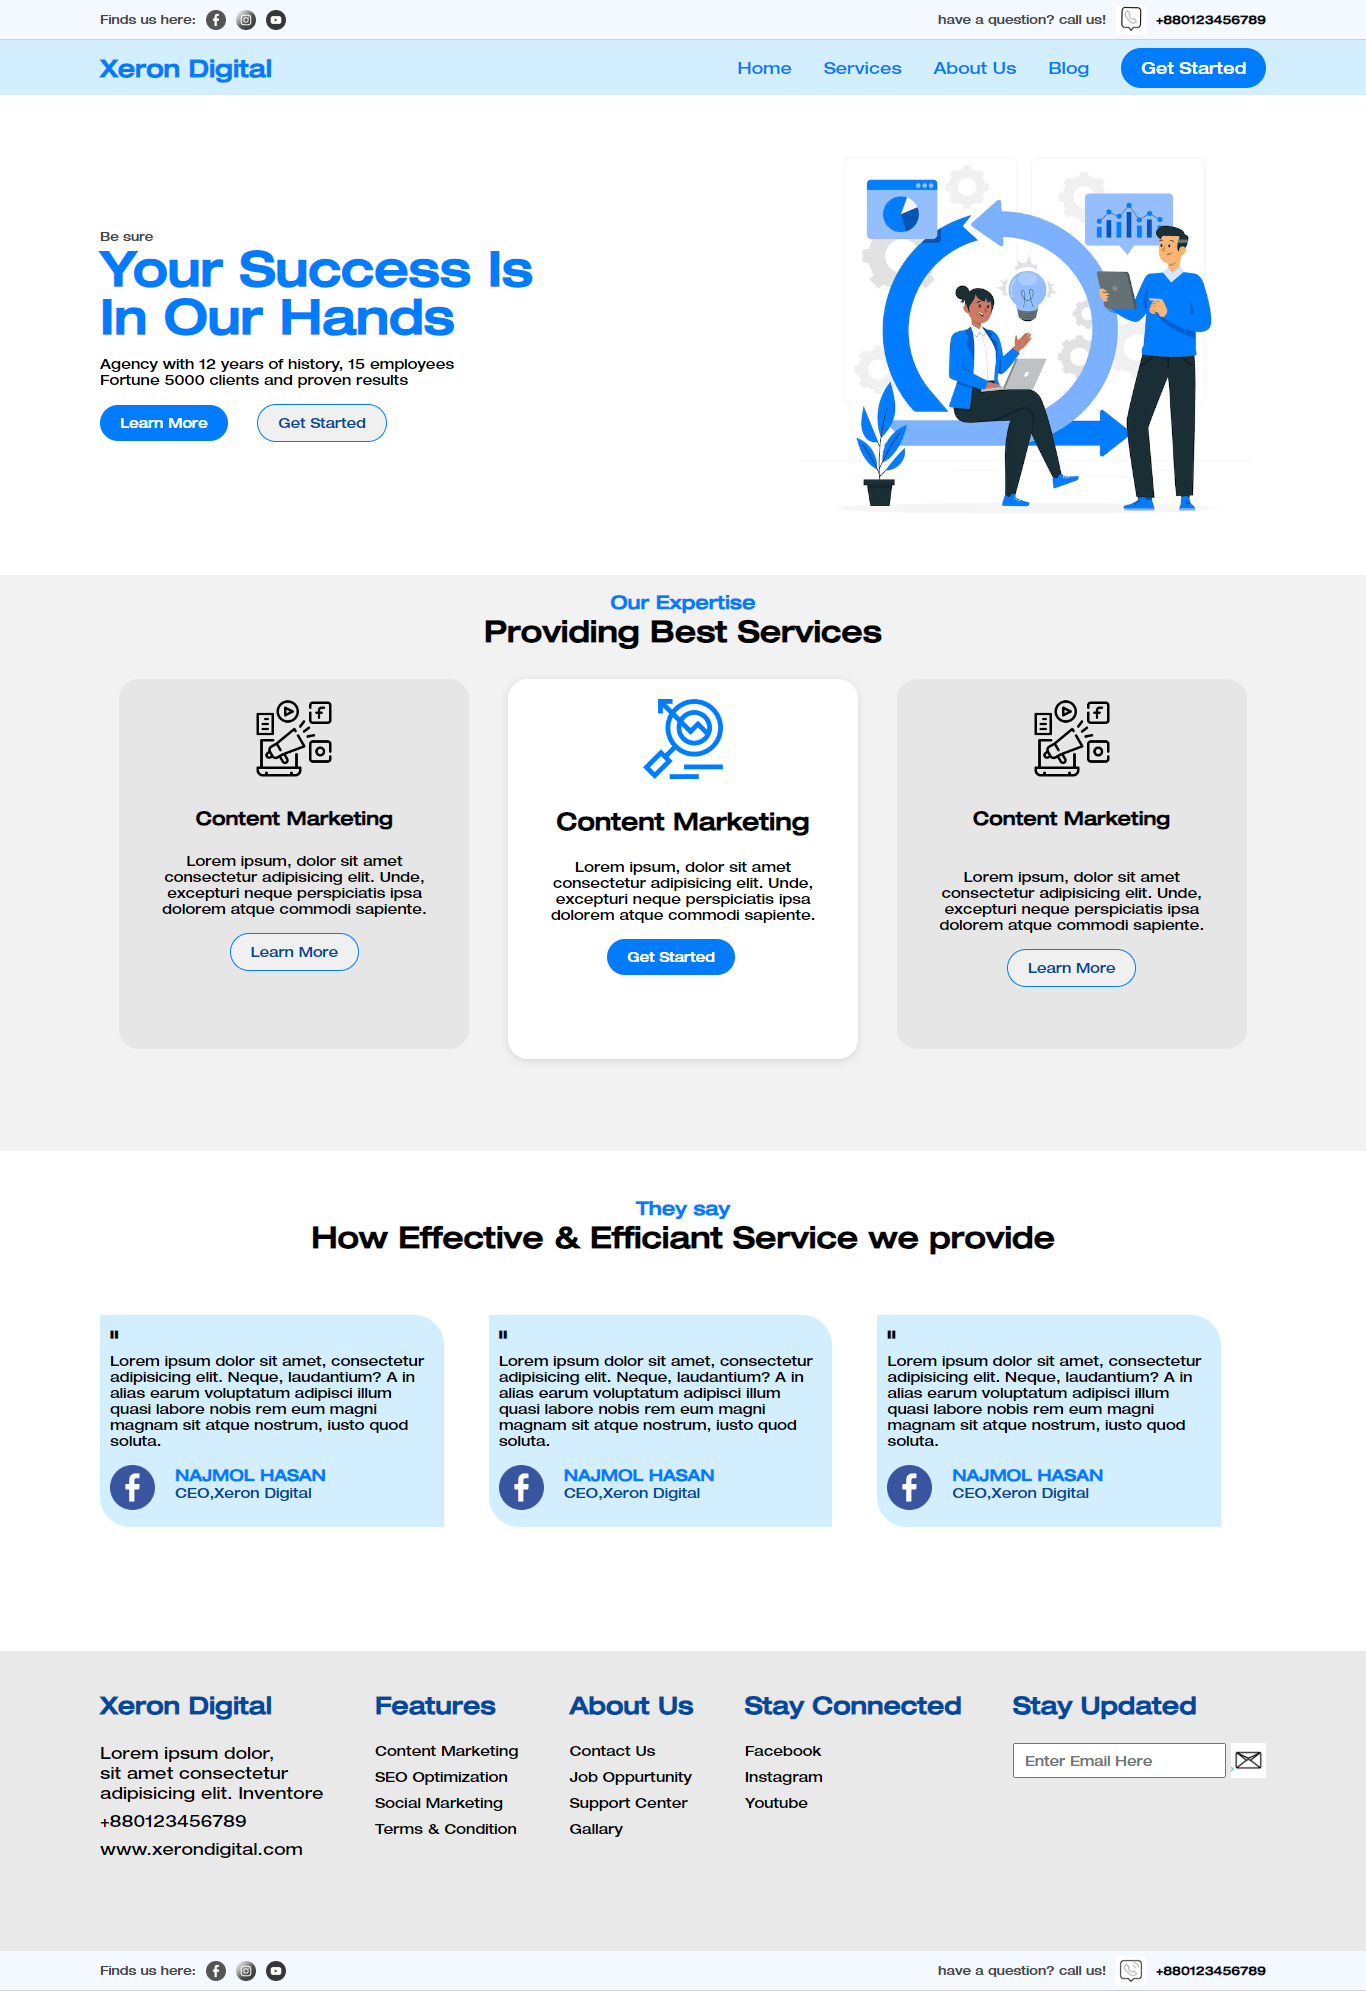 Finds us here:
have a question? call us!
+880123456789
Xeron Digital
Home
Services
About Us
Blog
Get Started
Be sure
Your Success Is
In Our Hands
Agency with 12 years of history, 15 employees
Fortune 5000 clients and proven results
Learn More
Get Started
Our Expertise
Providing Best Services
Content Marketing
Lorem ipsum, dolor sit amet
consectetur adipisicing elit. Unde,
excepturi neque perspiciatis ipsa
dolorem atque commodi sapiente.
Learn More
Content Marketing
Lorem ipsum, dolor sit amet
consectetur adipisicing elit. Unde,
excepturi neque perspiciatis ipsa
dolorem atque commodi sapiente.
Get Started
Content Marketing
Lorem ipsum, dolor sit amet
consectetur adipisicing elit. Unde,
excepturi neque perspiciatis ipsa
dolorem atque commodi sapiente.
Learn More
They say
How Effective & Efficiant Service we provide
"
Lorem ipsum dolor sit amet, consectetur
adipisicing elit. Neque, laudantium? A in
alias earum voluptatum adipisci illum
quasi labore nobis rem eum magni
magnam sit atque nostrum, iusto quod
soluta.
NAJMOL HASAN
CEO,Xeron Digital
"
Lorem ipsum dolor sit amet, consectetur
adipisicing elit. Neque, laudantium? A in
alias earum voluptatum adipisci illum
quasi labore nobis rem eum magni
magnam sit atque nostrum, iusto quod
soluta.
NAJMOL HASAN
CEO,Xeron Digital
"
Lorem ipsum dolor sit amet, consectetur
adipisicing elit. Neque, laudantium? A in
alias earum voluptatum adipisci illum
quasi labore nobis rem eum magni
magnam sit atque nostrum, iusto quod
soluta.
NAJMOL HASAN
CEO,Xeron Digital
Xeron Digital
Lorem ipsum dolor,
sit amet consectetur
adipisicing elit. Inventore
+880123456789
www.xerondigital.com
Features
Content Marketing
SEO Optimization
Social Marketing
Terms & Condition
About Us
Contact Us
Job Oppurtunity
Support Center
Gallary
Stay Connected
Facebook
Instagram
Youtube
Stay Updated
Enter Email Here
Finds us here:
have a question? call us!
+880123456789